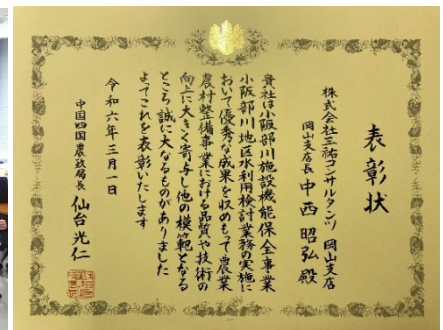 表彰状
株式会社三祐コンサルタンツ 岡山支店
岡山支店長 中西昭弘殿
貴社は小阪部川施設機能保全事業
小阪部川地区水利用検討業務の実施に
おいて優秀な成果を収めもって農業
農村整備事業における品質や技術の
向上に大きく寄与し他の模範となる
ところ誠に大なるものがありました
よってこれを表彰いたします
令和六年三月一日
中国四国農政局長 仙台光仁